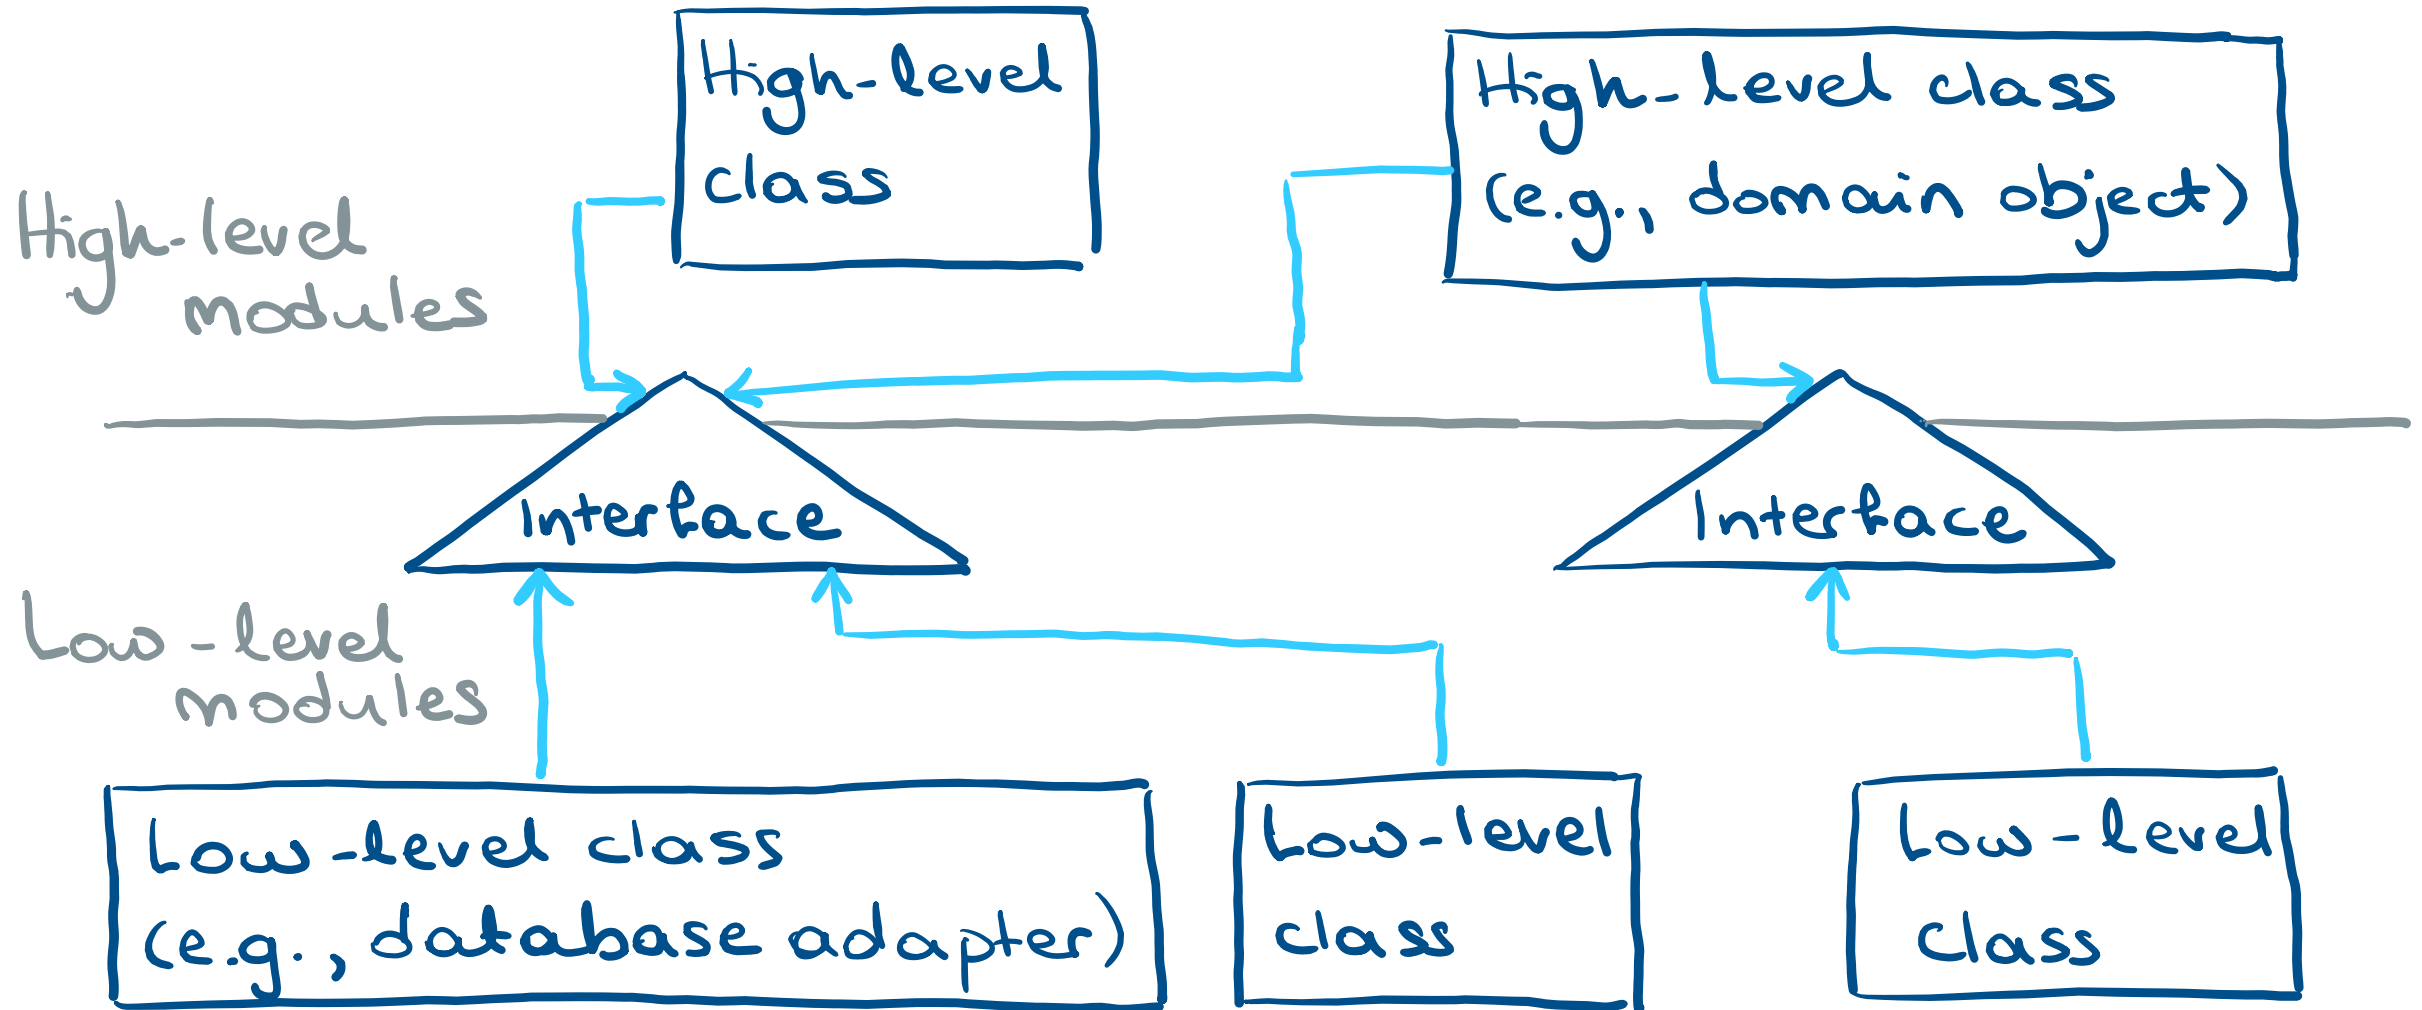 High-level
class
High-level class
(e.g., domain object)
High-level
modules
Interface
Interface
Low-level
modules
Low-level class
(e.g., database adapter)
Low-level
class
Low-level
class